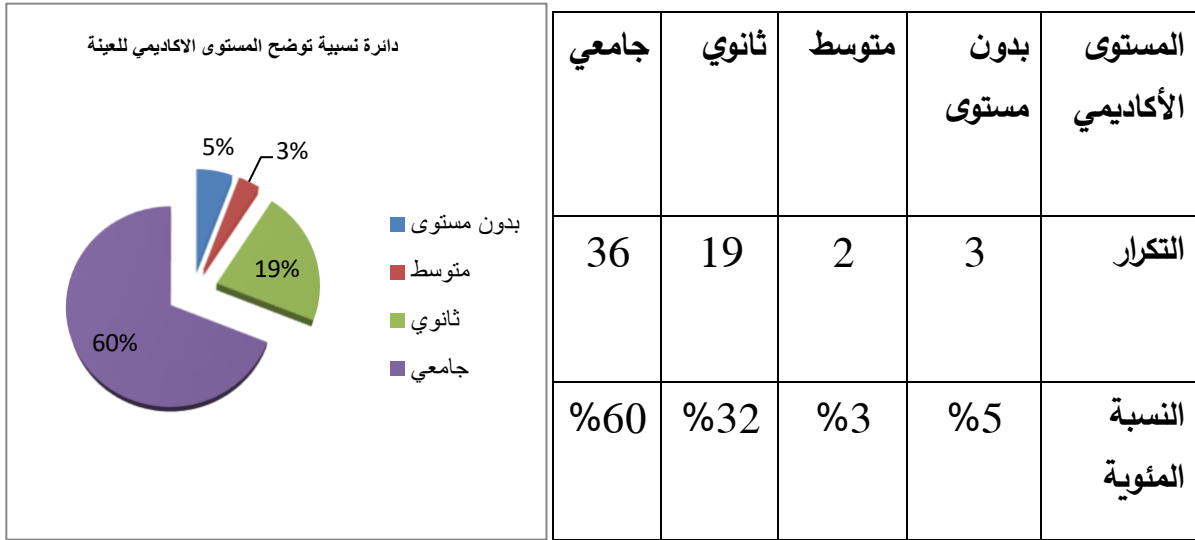 دائرة نسبية توضح المستوى الاكاديمي للعينة
5%
3%
19%
60%
بدون مستوى
متوسط
ثانوي
جامعي
المستوى الأكاديمي | بدون مستوى | متوسط | ثانوي | جامعي
التكرار | 3 | 2 | 19 | 36
النسبة المئوية | %5 | %3 | %32 | %60